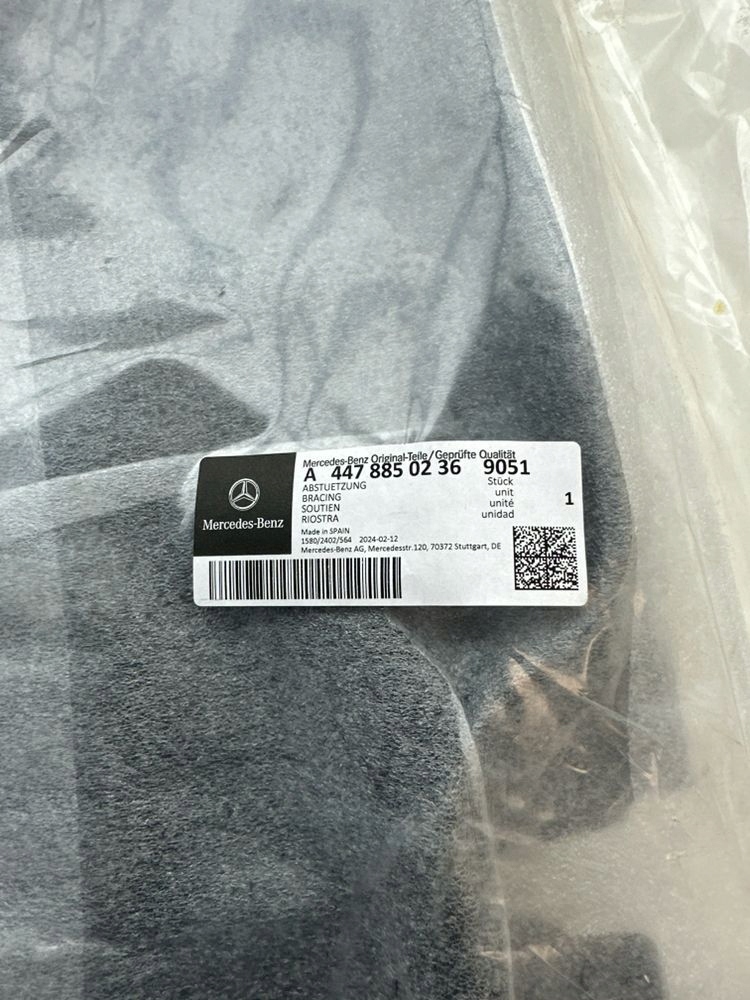 Mercedes-Benz Original-Teile/Geprüfte Qualität
A 447 885 02 36 9051
ABSTUETZUNG Stück
BRACING unit 1
SOUTIEN unité
RIOSTRA unidad
Made in SPAIN
1580/2402/564 2024-02-12
Mercedes-Benz AG, Mercedesstr.120, 70372 Stuttgart, DE
Mercedes-Benz